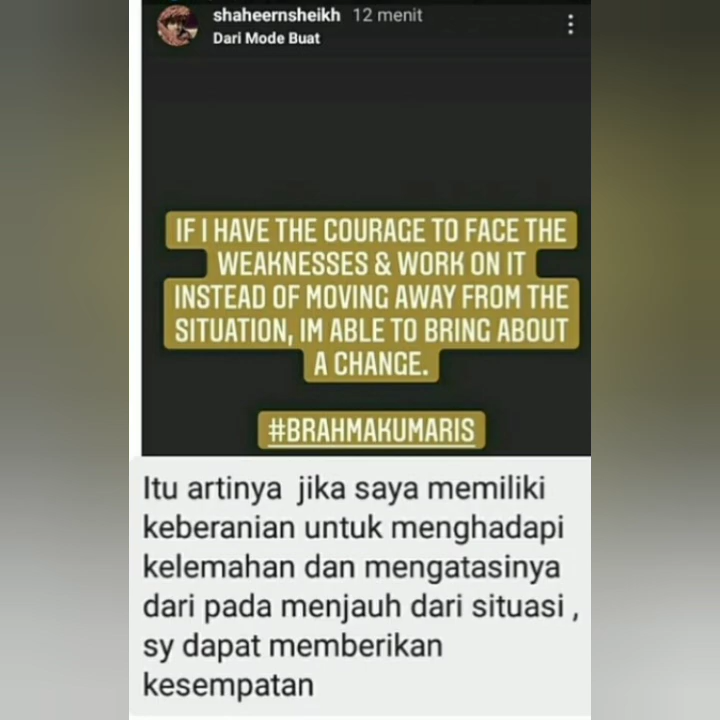 shaheernsheikh 12 menit
Dari Mode Buat
IF I HAVE THE COURAGE TO FACE THE
WEAKNESSES & WORK ON IT
INSTEAD OF MOVING AWAY FROM THE
SITUATION, IM ABLE TO BRING ABOUT
A CHANGE.
#BRAHMAKUMARIS
Itu artinya jika saya memiliki
keberanian untuk menghadapi
kelemahan dan mengatasinya
dari pada menjauh dari situasi ,
sy dapat memberikan
kesempatan